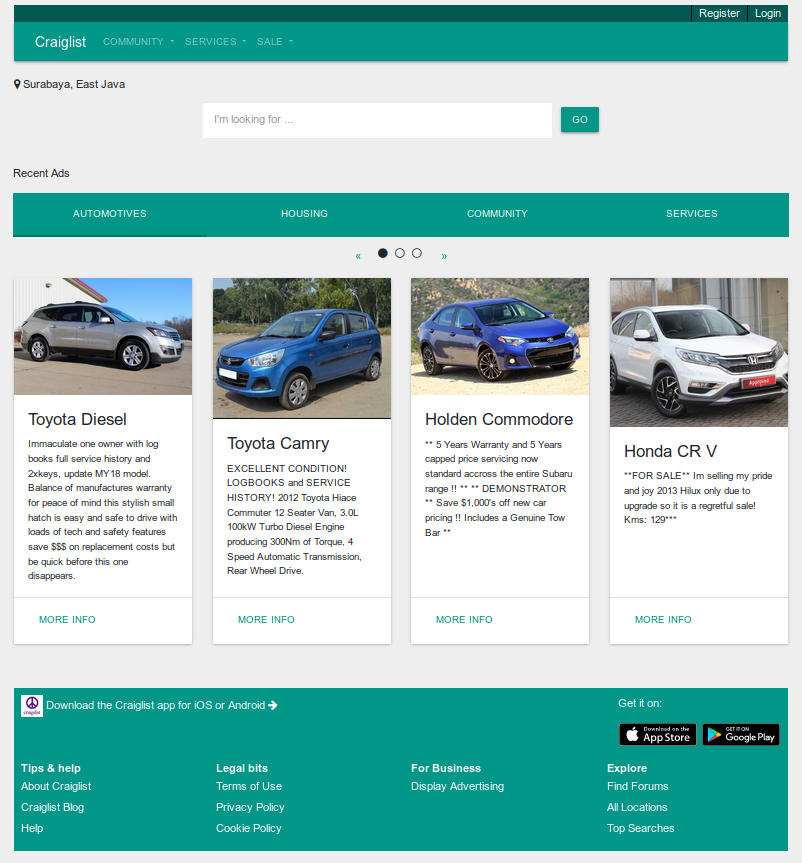 Register Login
Craiglist COMMUNITY SERVICES SALE
Surabaya, East Java
I'm looking for ... GO
Recent Ads
AUTOMOTIVES HOUSING COMMUNITY SERVICES
« »
Toyota Diesel
Immaculate one owner with log
books full service history and
2xkeys, update MY18 model.
Balance of manufactures warranty
for peace of mind this stylish small
hatch is easy and safe to drive with
loads of tech and safety features
save $$$ on replacement costs but
be quick before this one
disappears.
MORE INFO
Toyota Camry
EXCELLENT CONDITION!
LOGBOOKS and SERVICE
HISTORY! 2012 Toyota Hiace
Commuter 12 Seater Van, 3.0L
100kW Turbo Diesel Engine
producing 300Nm of Torque, 4
Speed Automatic Transmission,
Rear Wheel Drive.
MORE INFO
Holden Commodore
** 5 Years Warranty and 5 Years
capped price servicing now
standard accross the entire Subaru
range !! ** ** DEMONSTRATOR
** Save $1,000's off new car
pricing !! Includes a Genuine Tow
Bar **
MORE INFO
Approved
Honda CR V
**FOR SALE** Im selling my pride
and joy 2013 Hilux only due to
upgrade so it is a regretful sale!
Kms: 129***
MORE INFO
craigslist Download the Craiglist app for iOS or Android
Get it on:
Download on the App Store
GET IT ON Google Play
Tips & help
About Craiglist
Craiglist Blog
Help
Legal bits
Terms of Use
Privacy Policy
Cookie Policy
For Business
Display Advertising
Explore
Find Forums
All Locations
Top Searches